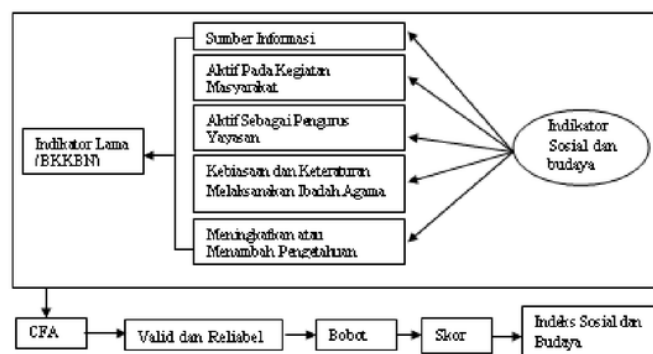 Sumber Informasi
Aktif Pada Kegiatan
Masyarakat
Aktif Sebagai Pengurus
Yayasan
Kebiasaan dan Keteraturan
Melaksanakan Ibadah Agama
Meningkatkan atau
Menambah Pengetahuan
Indikator Lama
(BKKBN)
Indikator
Sosial dan
budaya
CFA
Valid dan Reliabel
Bobot
Skor
Indeks Sosial dan
Budaya